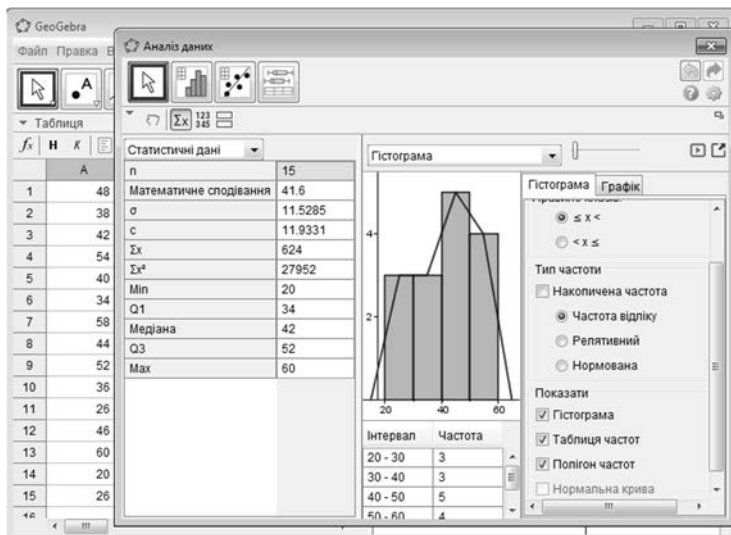 GeoGebra
Файл Правка В
A
Таблиця
fx Н К
A
1 48
2 38
3 42
4 54
5 40
6 34
7 58
8 44
9 52
10 36
11 26
12 46
13 60
14 20
15 26
16
Аналіз даних
Σx 123 345
Статистичні дані
n 15
Математичне сподівання 41.6
σ 11.5285
с 11.9331
Σx 624
Σx² 27952
Min 20
Q1 34
Медіана 42
Q3 52
Max 60
Гістограма
4
2
20 40 60
Інтервал Частота
20 - 30 3
30 - 40 3
40 - 50 5
50 - 60 4
Гістограма Графік
≤ x <
< x ≤
Тип частоти
Накопичена частота
Частота відліку
Релятивний
Нормована
Показати
Гістограма
Таблиця частот
Полігон частот
Нормальна крива